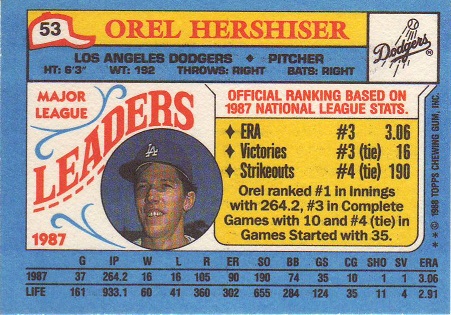 53
OREL HERSHISER
Dodgers ®
LOS ANGELES DODGERS ♦ PITCHER
HT: 6'3" WT: 192 THROWS: RIGHT BATS: RIGHT
MAJOR
LEAGUE
LEADERS
1987
OFFICIAL RANKING BASED ON
1987 NATIONAL LEAGUE STATS.
♦ ERA #3 3.06
♦ Victories #3 (tie) 16
♦ Strikeouts #4 (tie) 190
Orel ranked #1 in Innings
with 264.2, #3 in Complete
Games with 10 and #4 (tie) in
Games Started with 35.
LA
G IP W L R ER SO BB GS CG SHO SV ERA
1987 37 264.2 16 16 105 90 190 74 35 10 1 1 3.06
LIFE 161 933.1 60 41 360 302 655 284 124 35 11 4 2.91
* * © 1988 TOPPS CHEWING GUM, INC.